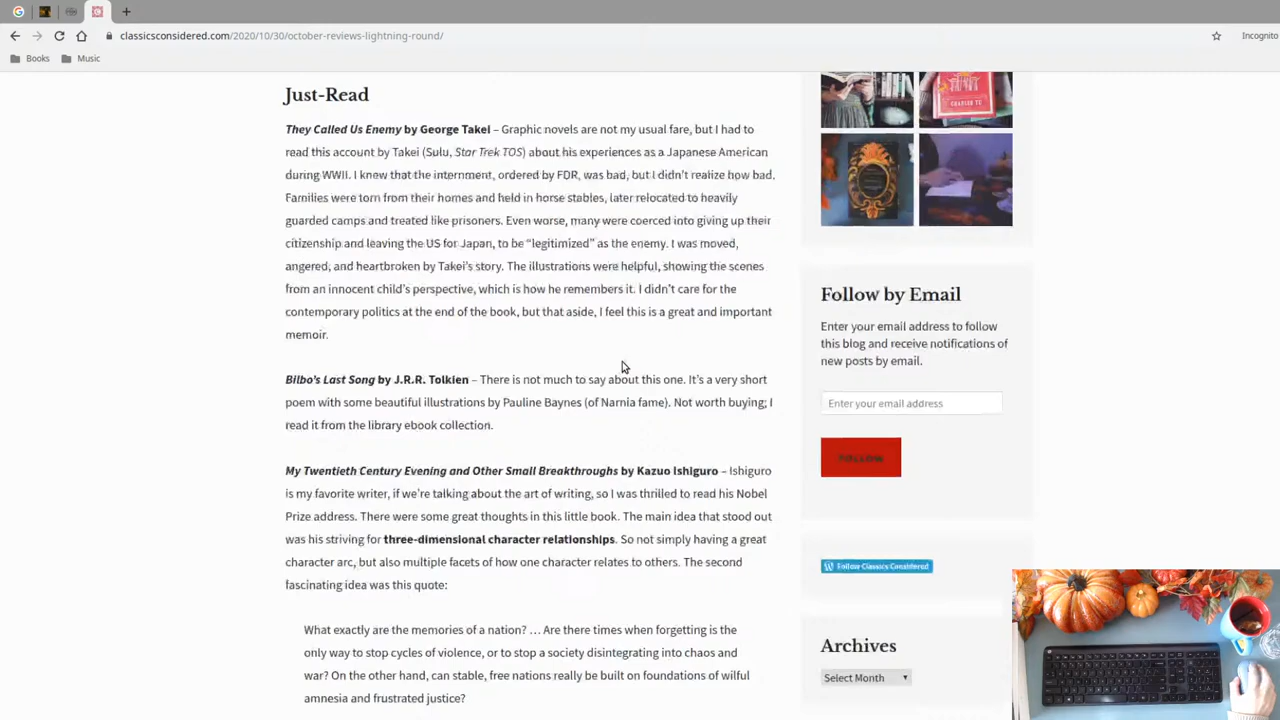 classicsconsidered.com/2020/10/30/october-reviews-lightning-round/
Incognito
Books
Music
Just-Read
They Called Us Enemy by George Takei – Graphic novels are not my usual fare, but I had to
read this account by Takei (Sulu, Star Trek TOS) about his experiences as a Japanese American
during WWII. I knew that the internment, ordered by FDR, was bad, but I didn't realize how bad.
Families were torn from their homes and held in horse stables, later relocated to heavily
guarded camps and treated like prisoners. Even worse, many were coerced into giving up their
citizenship and leaving the US for Japan, to be “legitimized” as the enemy. I was moved,
angered, and heartbroken by Takei's story. The illustrations were helpful, showing the scenes
from an innocent child's perspective, which is how he remembers it. I didn't care for the
contemporary politics at the end of the book, but that aside, I feel this is a great and important
memoir.
Bilbo's Last Song by J.R.R. Tolkien – There is not much to say about this one. It's a very short
poem with some beautiful illustrations by Pauline Baynes (of Narnia fame). Not worth buying; I
read it from the library ebook collection.
My Twentieth Century Evening and Other Small Breakthroughs by Kazuo Ishiguro – Ishiguro
is my favorite writer, if we're talking about the art of writing, so I was thrilled to read his Nobel
Prize address. There were some great thoughts in this little book. The main idea that stood out
was his striving for three-dimensional character relationships. So not simply having a great
character arc, but also multiple facets of how one character relates to others. The second
fascinating idea was this quote:
What exactly are the memories of a nation? … Are there times when forgetting is the
only way to stop cycles of violence, or to stop a society disintegrating into chaos and
war? On the other hand, can stable, free nations really be built on foundations of wilful
amnesia and frustrated justice?
Follow by Email
Enter your email address to follow
this blog and receive notifications of
new posts by email.
Enter your email address
FOLLOW
Follow Classics Considered
Archives
Select Month